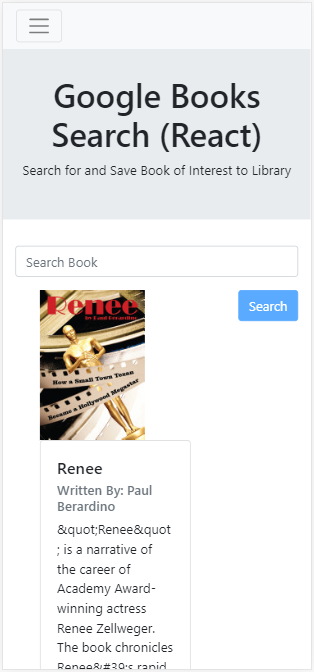 Google Books
Search (React)
Search for and Save Book of Interest to Library
Search Book
Search
Renee
by Paul Berardino
How a Small Town Texan
Became a Hollywood Megastar
Renee
Written By: Paul
Berardino
&quot;Renee&quot
; is a narrative of
the career of
Academy Award-
winning actress
Renee Zellweger.
The book chronicles
Renee&#39;s rapid